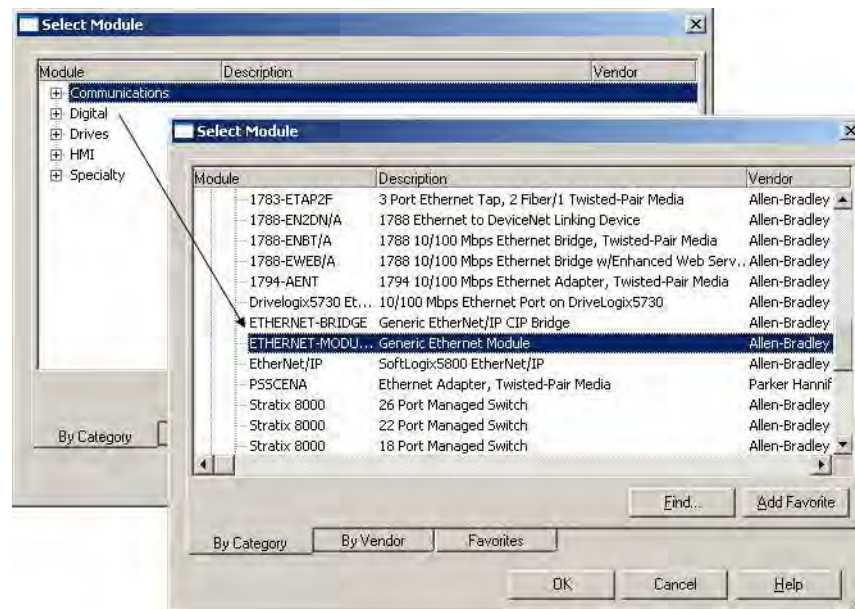 Select Module
Module Description Vendor
Communications
Digital
Drives
HMI
Specialty
By Category
Select Module
Module Description Vendor
1783-ETAP2F 3 Port Ethernet Tap, 2 Fiber/1 Twisted-Pair Media Allen-Bradley
1788-EN2DN/A 1788 Ethernet to DeviceNet Linking Device Allen-Bradley
1788-ENBT/A 1788 10/100 Mbps Ethernet Bridge, Twisted-Pair Media Allen-Bradley
1788-EWEB/A 1788 10/100 Mbps Ethernet Bridge w/Enhanced Web Serv.. Allen-Bradley
1794-AENT 1794 10/100 Mbps Ethernet Adapter, Twisted-Pair Media Allen-Bradley
Drivelogix5730 Et... 10/100 Mbps Ethernet Port on DriveLogix5730 Allen-Bradley
ETHERNET-BRIDGE Generic EtherNet/IP CIP Bridge Allen-Bradley
ETHERNET-MODU... Generic Ethernet Module Allen-Bradley
EtherNet/IP SoftLogix5800 EtherNet/IP Allen-Bradley
PSSCENA Ethernet Adapter, Twisted-Pair Media Parker Hannif
Stratix 8000 26 Port Managed Switch Allen-Bradley
Stratix 8000 22 Port Managed Switch Allen-Bradley
Stratix 8000 18 Port Managed Switch Allen-Bradley
Find... Add Favorite
By Category By Vendor Favorites
OK Cancel Help